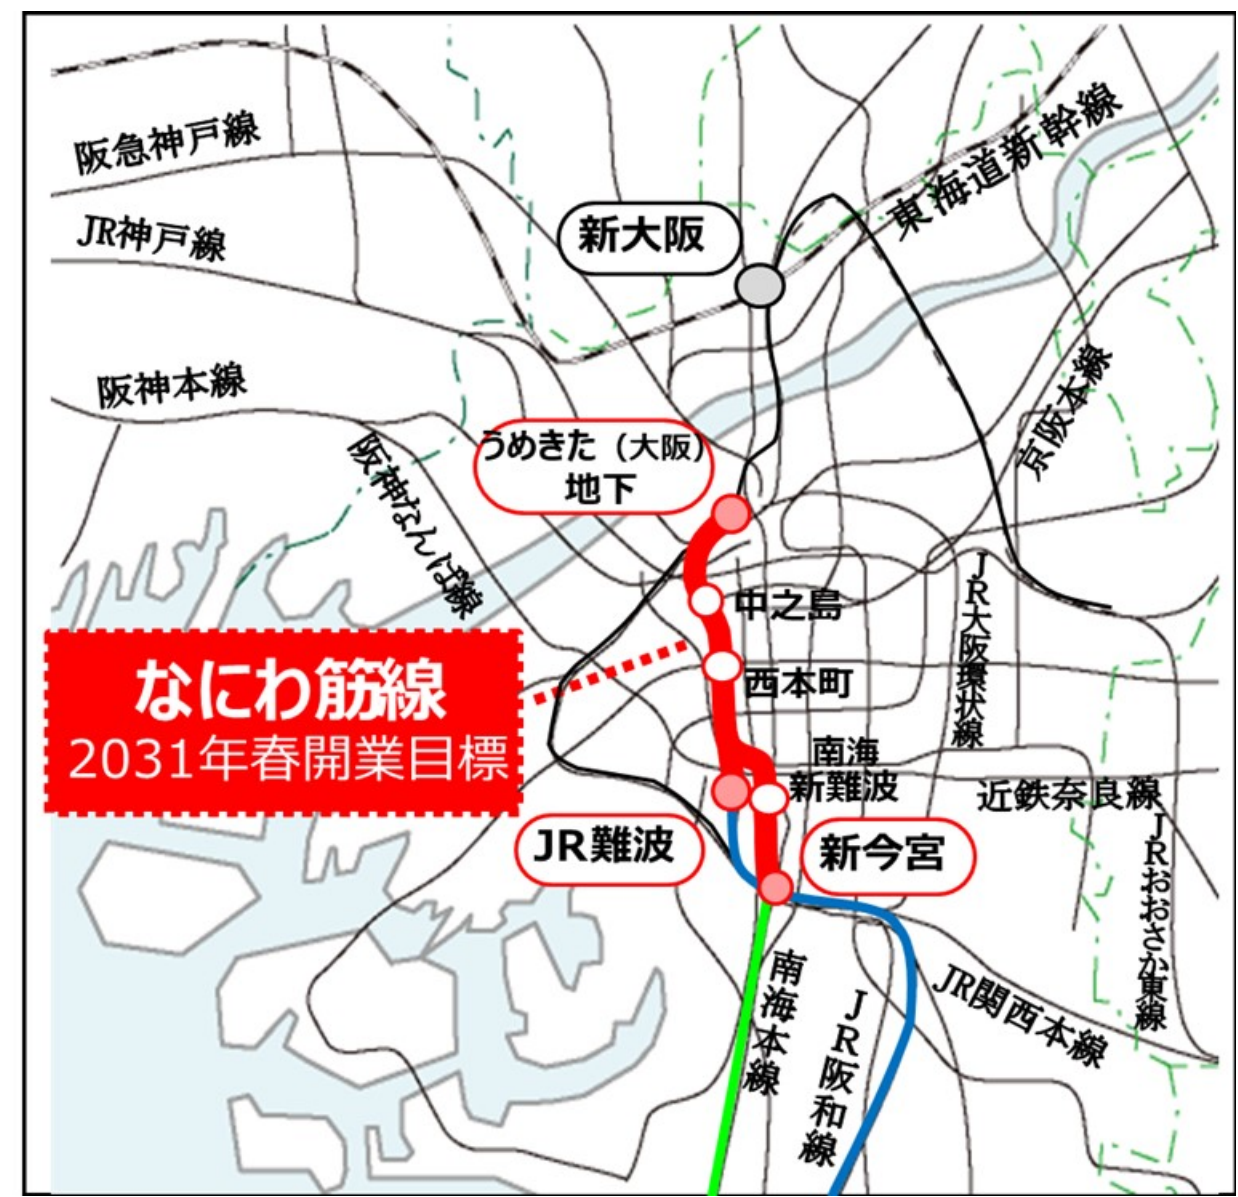 阪急神戸線
JR神戸線
東海道新幹線
新大阪
阪神本線
阪神なんば線
京阪本線
うめきた（大阪）
地下
中之島
西本町
JR大阪環状線
なにわ筋線
2031年春開業目標
南海
新難波
近鉄奈良線
JR難波
新今宮
JRおおさか東線
南海本線
JR阪和線
JR関西本線